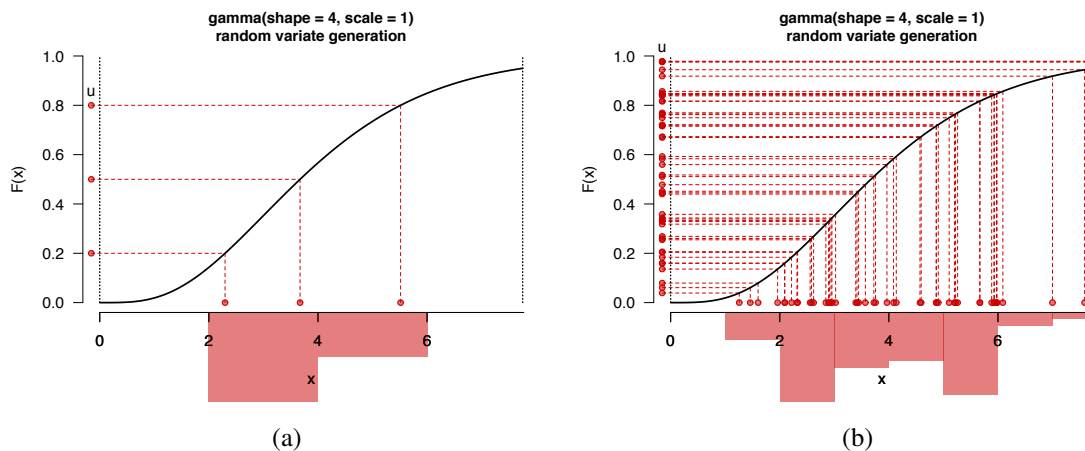 gamma(shape = 4, scale = 1)
random variate generation
u
1.0
0.8
0.6
0.4
0.2
0.0
F(x)
0 2 4 6
x
(a)
gamma(shape = 4, scale = 1)
random variate generation
u
1.0
0.8
0.6
0.4
0.2
0.0
F(x)
0 2 4 6
x
(b)